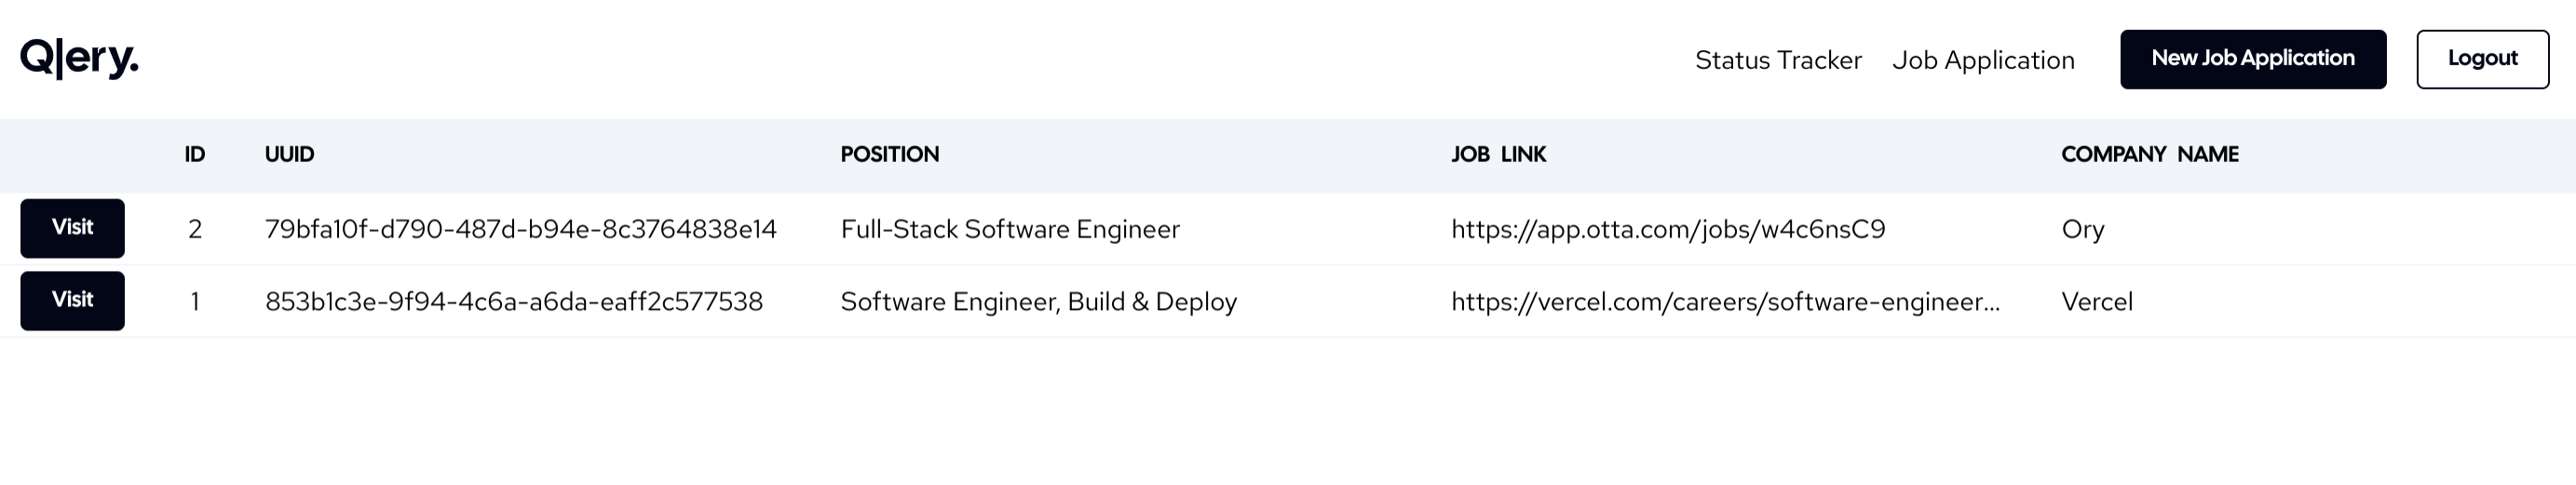 Q|ery.
Status Tracker Job Application New Job Application Logout
ID UUID POSITION JOB LINK COMPANY NAME
Visit 2 79bfa10f-d790-487d-b94e-8c3764838e14 Full-Stack Software Engineer https://app.otta.com/jobs/w4c6nsC9 Ory
Visit 1 853b1c3e-9f94-4c6a-a6da-eaff2c577538 Software Engineer, Build & Deploy https://vercel.com/careers/software-engineer... Vercel